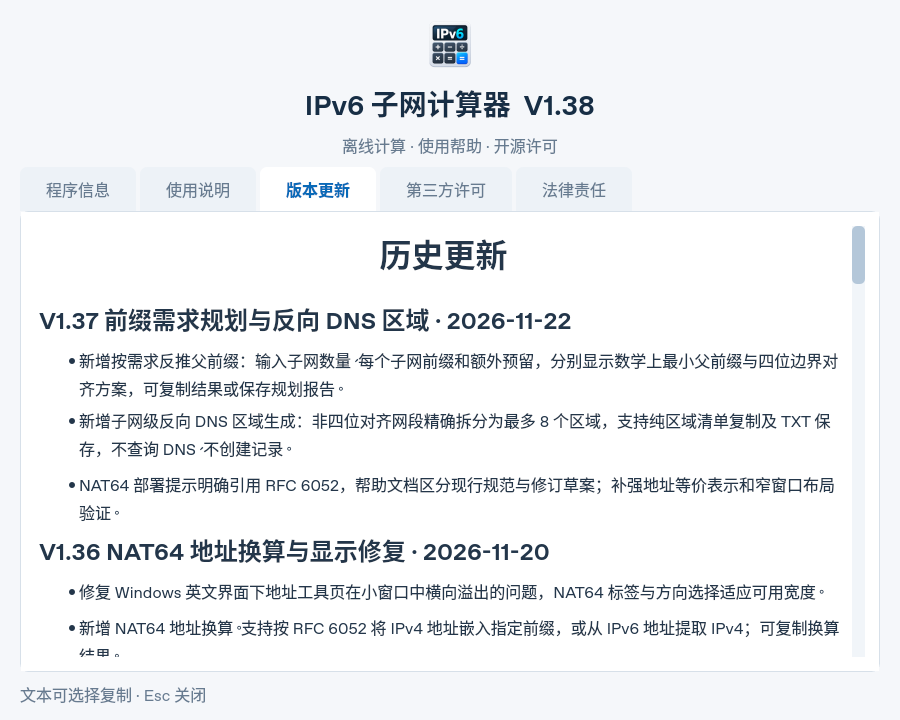 IPv6
IPv6 子网计算器 V1.38
离线计算 · 使用帮助 · 开源许可
程序信息 使用说明 版本更新 第三方许可 法律责任
历史更新
V1.37 前缀需求规划与反向 DNS 区域 · 2026-11-22
• 新增按需求反推父前缀：输入子网数量、每个子网前缀和额外预留，分别显示数学上最小父前缀与四位边界对
齐方案，可复制结果或保存规划报告。
• 新增子网级反向 DNS 区域生成：非四位对齐网段精确拆分为最多 8 个区域，支持纯区域清单复制及 TXT 保
存，不查询 DNS、不创建记录。
• NAT64 部署提示明确引用 RFC 6052，帮助文档区分现行规范与修订草案；补强地址等价表示和窄窗口布局
验证。
V1.36 NAT64 地址换算与显示修复 · 2026-11-20
• 修复 Windows 英文界面下地址工具页在小窗口中横向溢出的问题，NAT64 标签与方向选择适应可用宽度。
• 新增 NAT64 地址换算。支持按 RFC 6052 将 IPv4 地址嵌入指定前缀，或从 IPv6 地址提取 IPv4；可复制换算
结果。
文本可选择复制 · Esc 关闭